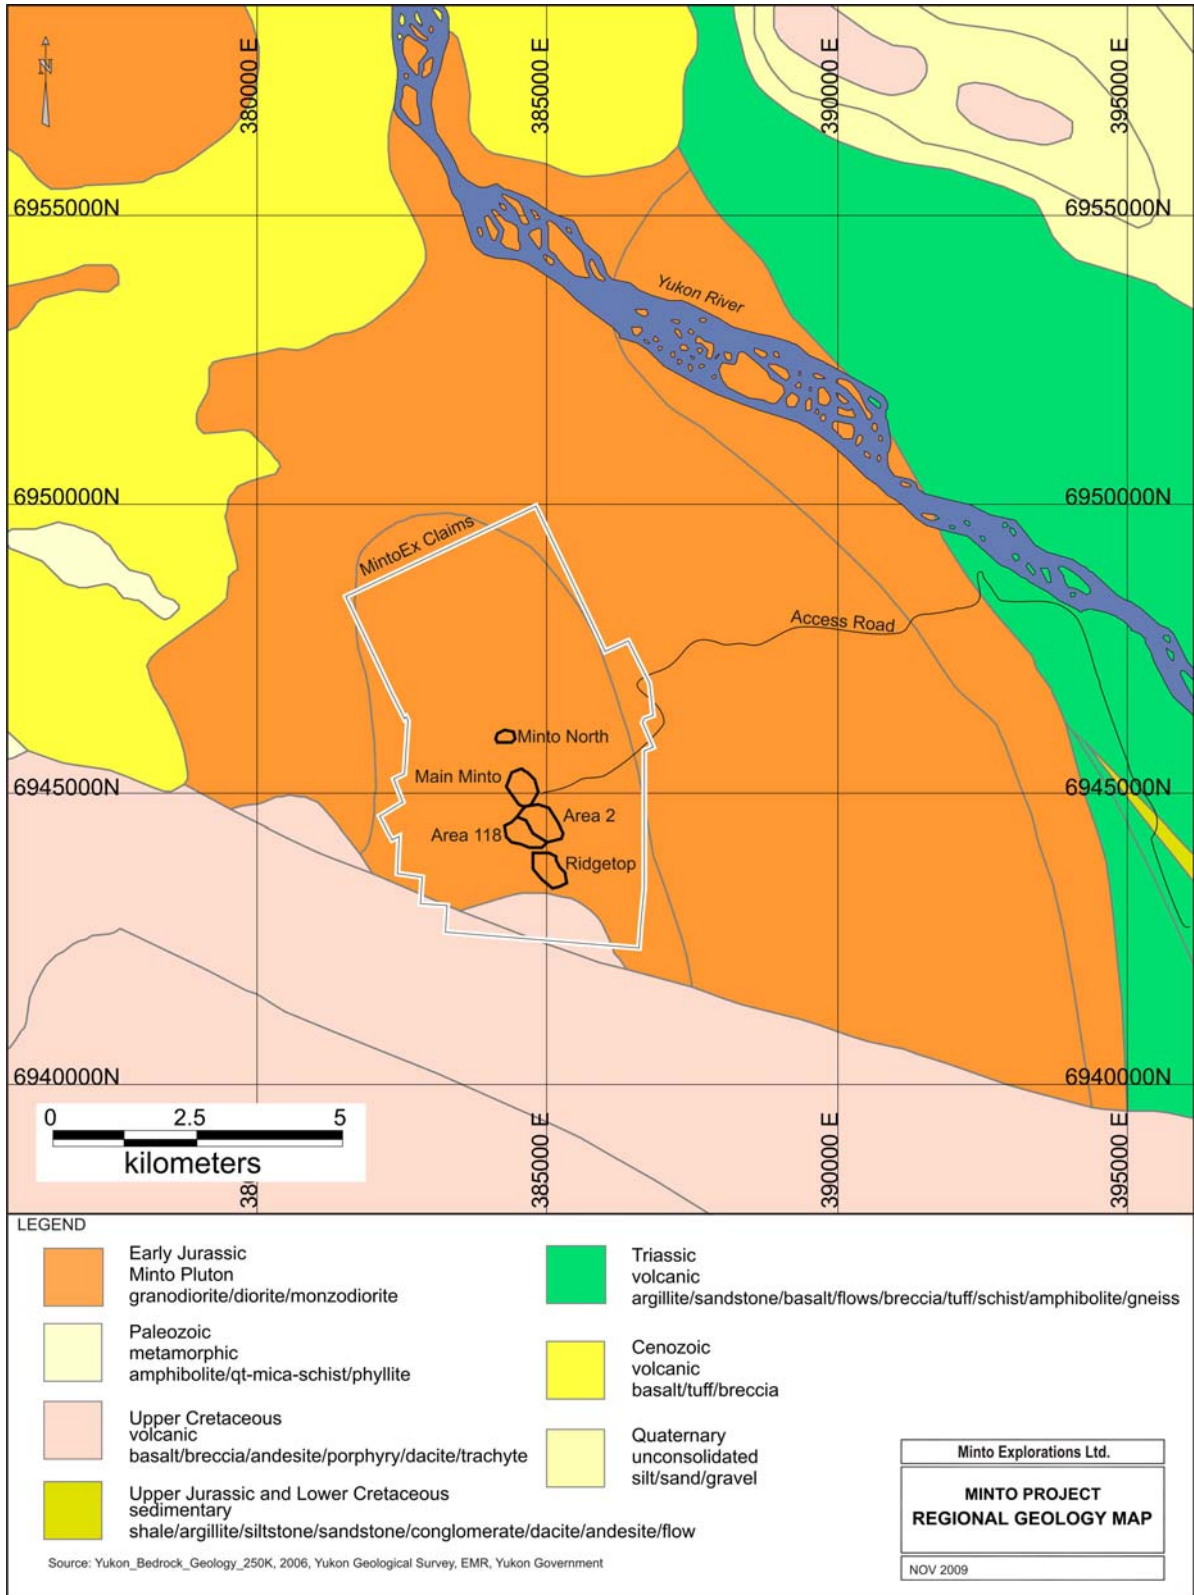 N
380000 E
385000 E
390000 E
395000 E
6955000N
6955000N
Yukon River
6950000N
6950000N
MintoEx Claims
Access Road
Minto North
Main Minto
6945000N
6945000N
Area 2
Area 118
Ridgetop
6940000N
6940000N
0 2.5 5
kilometers
385000 E
390000 E
395000 E
LEGEND
Early Jurassic
Minto Pluton
granodiorite/diorite/monzodiorite
Paleozoic
metamorphic
amphibolite/qt-mica-schist/phyllite
Upper Cretaceous
volcanic
basalt/breccia/andesite/porphyry/dacite/trachyte
Upper Jurassic and Lower Cretaceous
sedimentary
shale/argillite/siltstone/sandstone/conglomerate/dacite/andesite/flow
Triassic
volcanic
argillite/sandstone/basalt/flows/breccia/tuff/schist/amphibolite/gneiss
Cenozoic
volcanic
basalt/tuff/breccia
Quaternary
unconsolidated
silt/sand/gravel
Source: Yukon_Bedrock_Geology_250K, 2006, Yukon Geological Survey, EMR, Yukon Government
Minto Explorations Ltd.
MINTO PROJECT
REGIONAL GEOLOGY MAP
NOV 2009